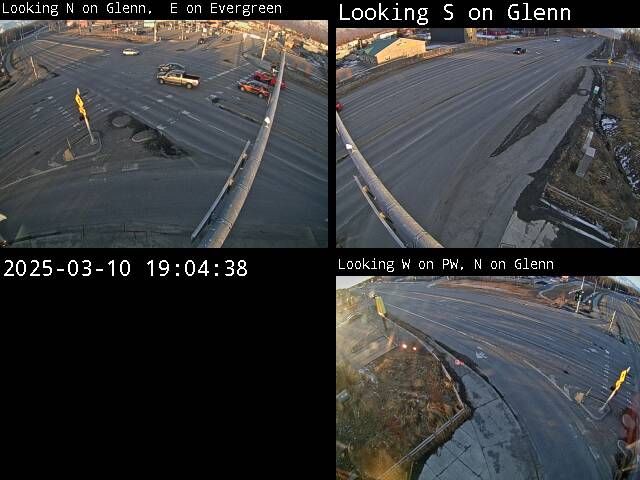 Looking N on Glenn,  E on Evergreen
Looking S on Glenn
2025-03-10 19:04:38
Looking W on PW, N on Glenn